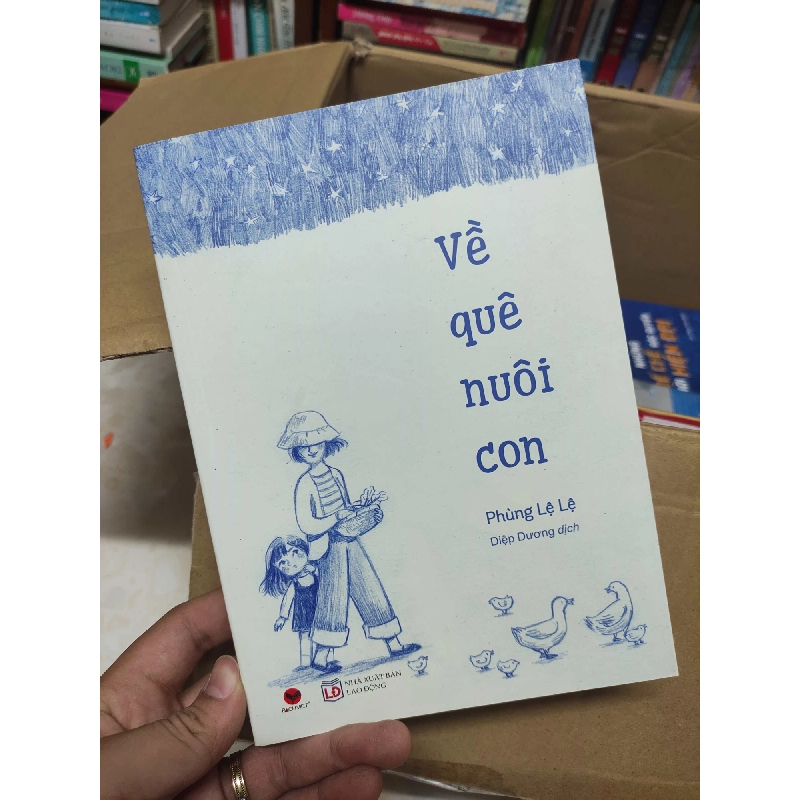 Về
quê
nuôi
con
Phùng Lệ Lệ
Diệp Dương dịch
NHÀ XUẤT BẢN
LAO ĐỘNG